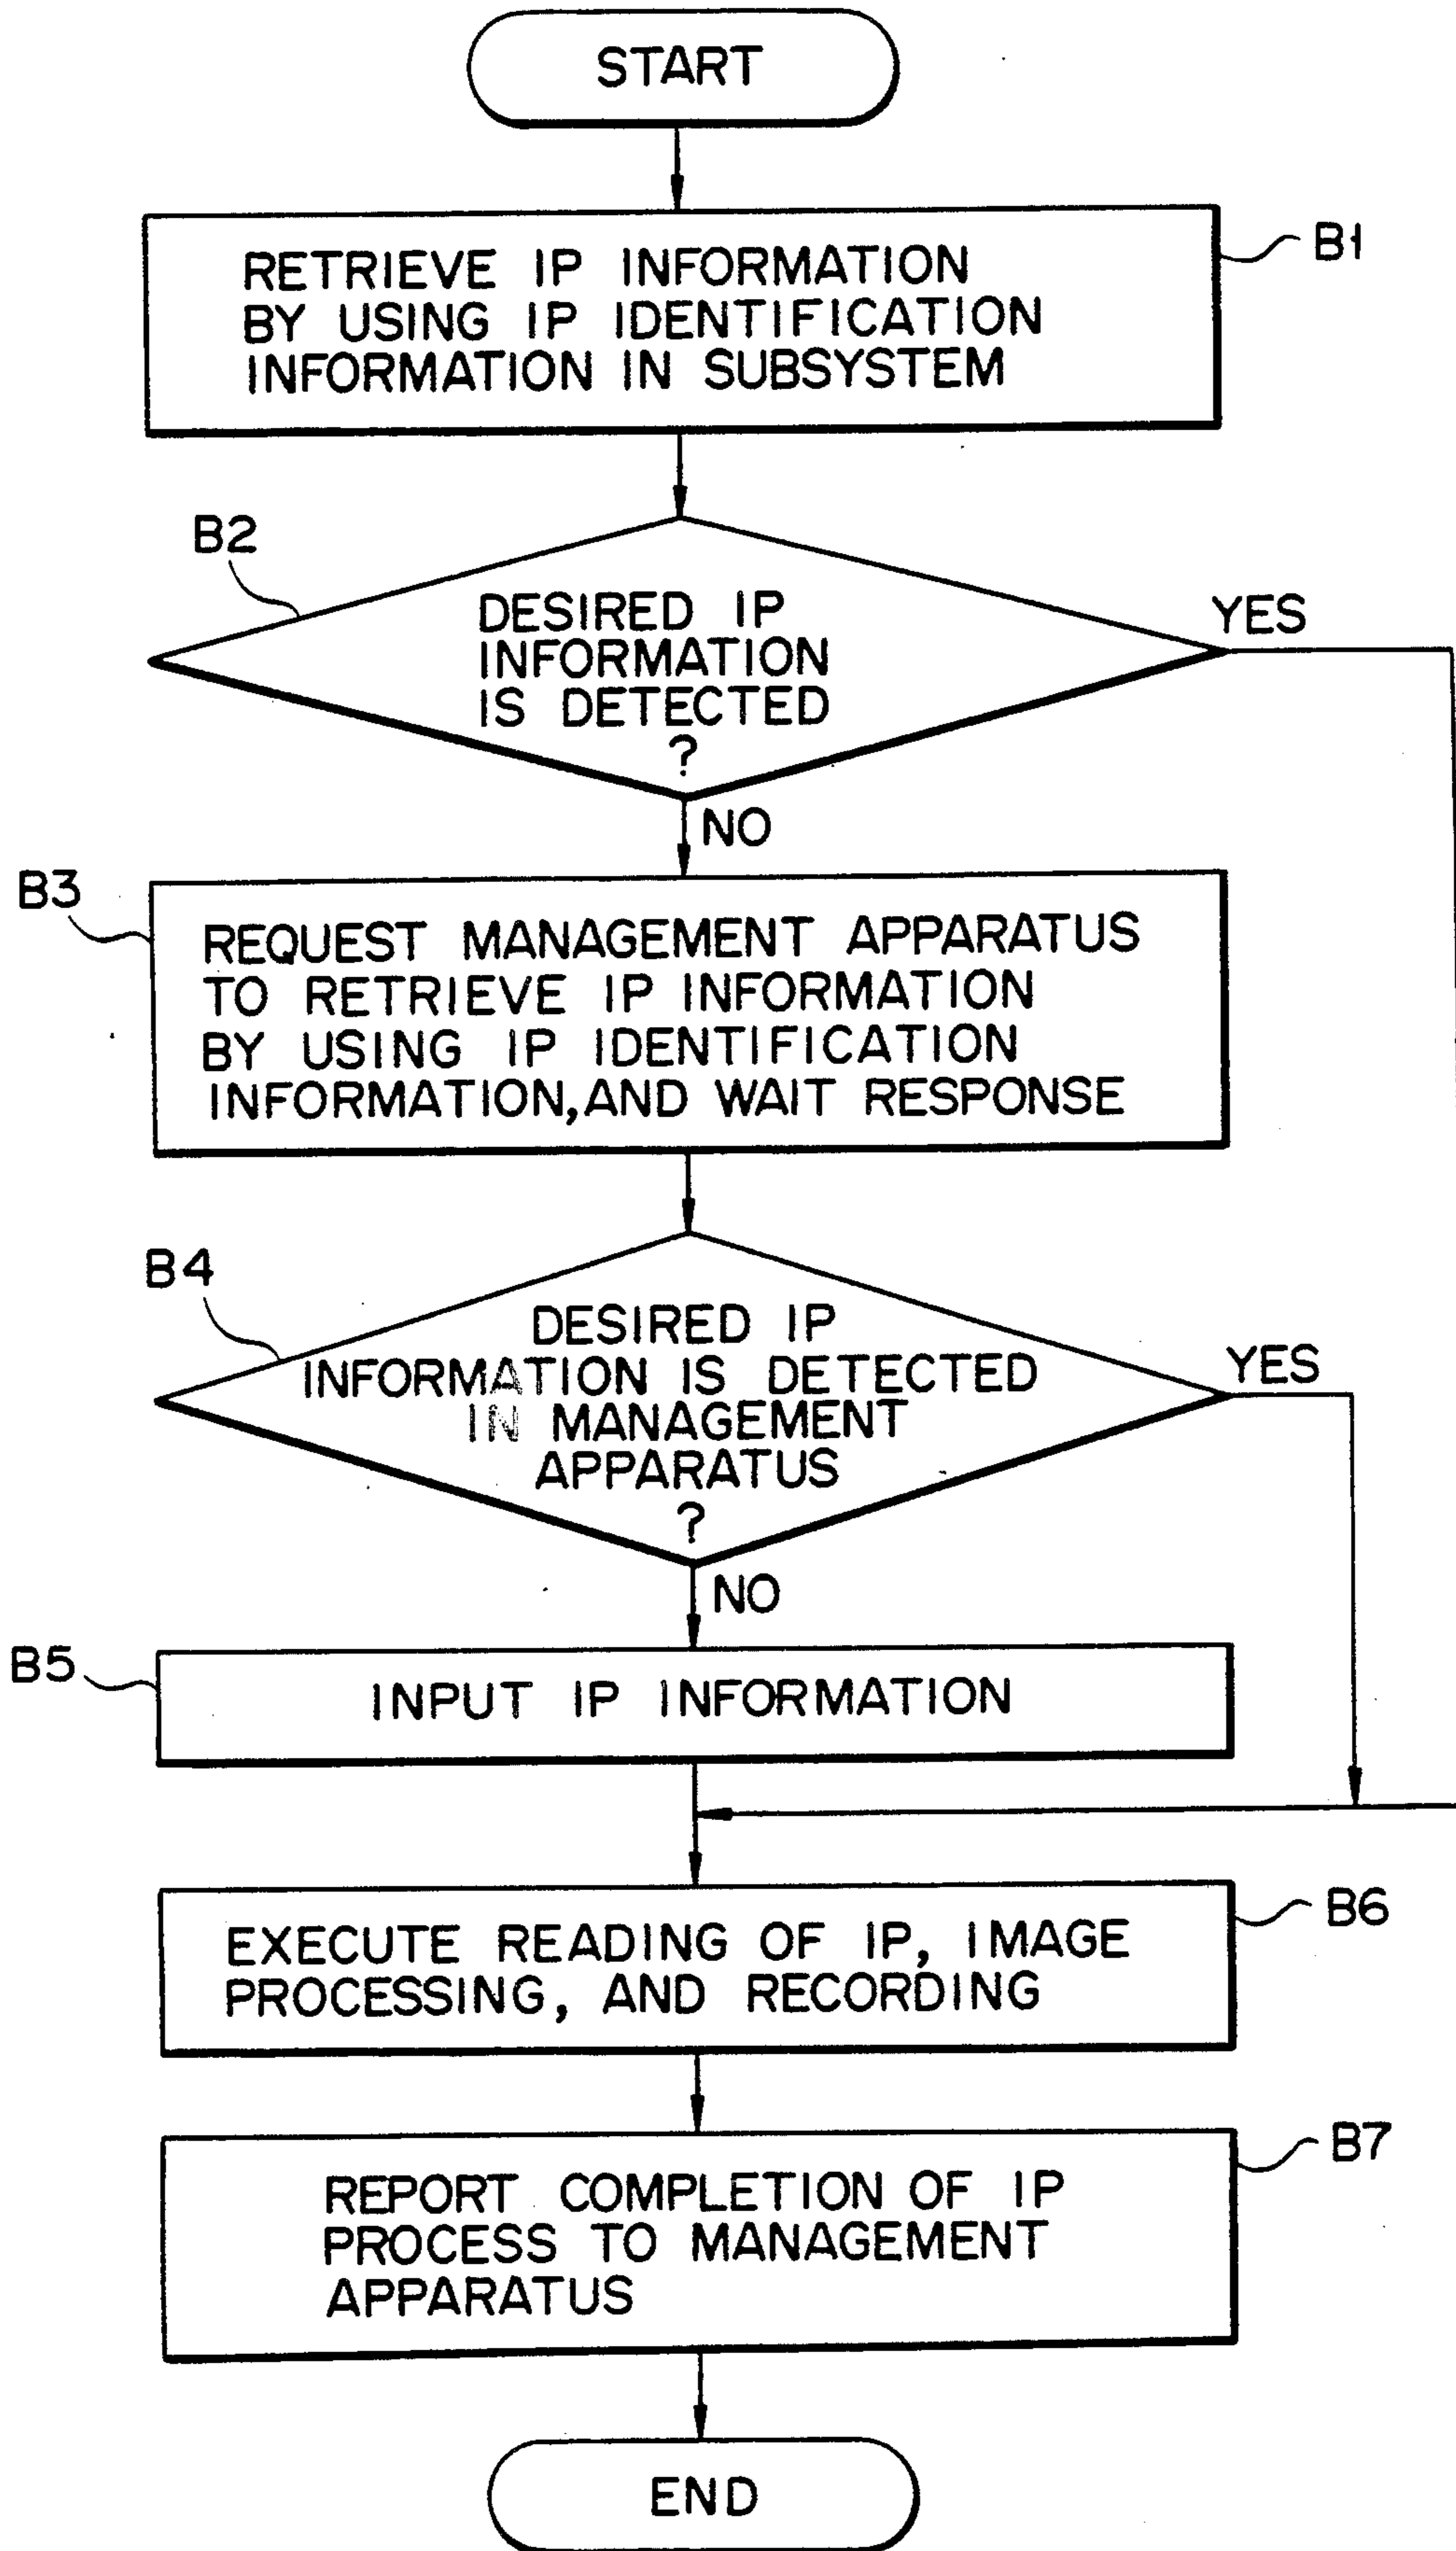 START
B1
RETRIEVE IP INFORMATION
BY USING IP IDENTIFICATION
INFORMATION IN SUBSYSTEM
B2
DESIRED IP
INFORMATION
IS DETECTED
?
YES
NO
B3
REQUEST MANAGEMENT APPARATUS
TO RETRIEVE IP INFORMATION
BY USING IP IDENTIFICATION
INFORMATION, AND WAIT RESPONSE
B4
DESIRED IP
INFORMATION IS DETECTED
IN MANAGEMENT
APPARATUS
?
YES
NO
B5
INPUT IP INFORMATION
B6
EXECUTE READING OF IP, IMAGE
PROCESSING, AND RECORDING
B7
REPORT COMPLETION OF IP
PROCESS TO MANAGEMENT
APPARATUS
END